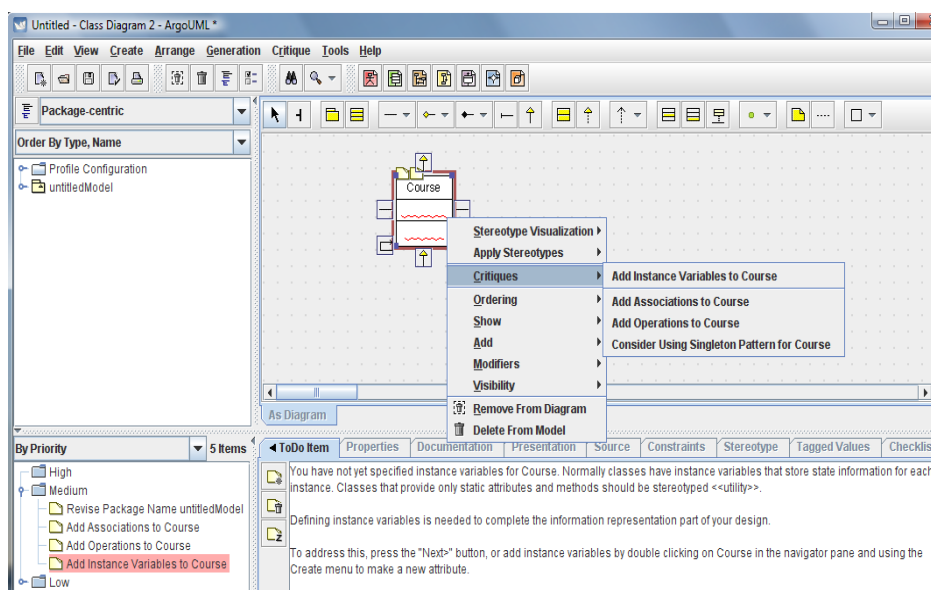 Untitled - Class Diagram 2 - ArgoUML *
File Edit View Create Arrange Generation Critique Tools Help
Package-centric
Order By Type, Name
Profile Configuration
untitledModel
Course
Stereotype Visualization
Apply Stereotypes
Critiques
Ordering
Show
Add
Modifiers
Visibility
Remove From Diagram
Delete From Model
Add Instance Variables to Course
Add Associations to Course
Add Operations to Course
Consider Using Singleton Pattern for Course
As Diagram
By Priority 5 Items
High
Medium
Revise Package Name untitledModel
Add Associations to Course
Add Operations to Course
Add Instance Variables to Course
Low
ToDo Item Properties Documentation Presentation Source Constraints Stereotype Tagged Values Checklis
You have not yet specified instance variables for Course. Normally classes have instance variables that store state information for each
instance. Classes that provide only static attributes and methods should be stereotyped <<utility>>.
Defining instance variables is needed to complete the information representation part of your design.
To address this, press the "Next>" button, or add instance variables by double clicking on Course in the navigator pane and using the
Create menu to make a new attribute.